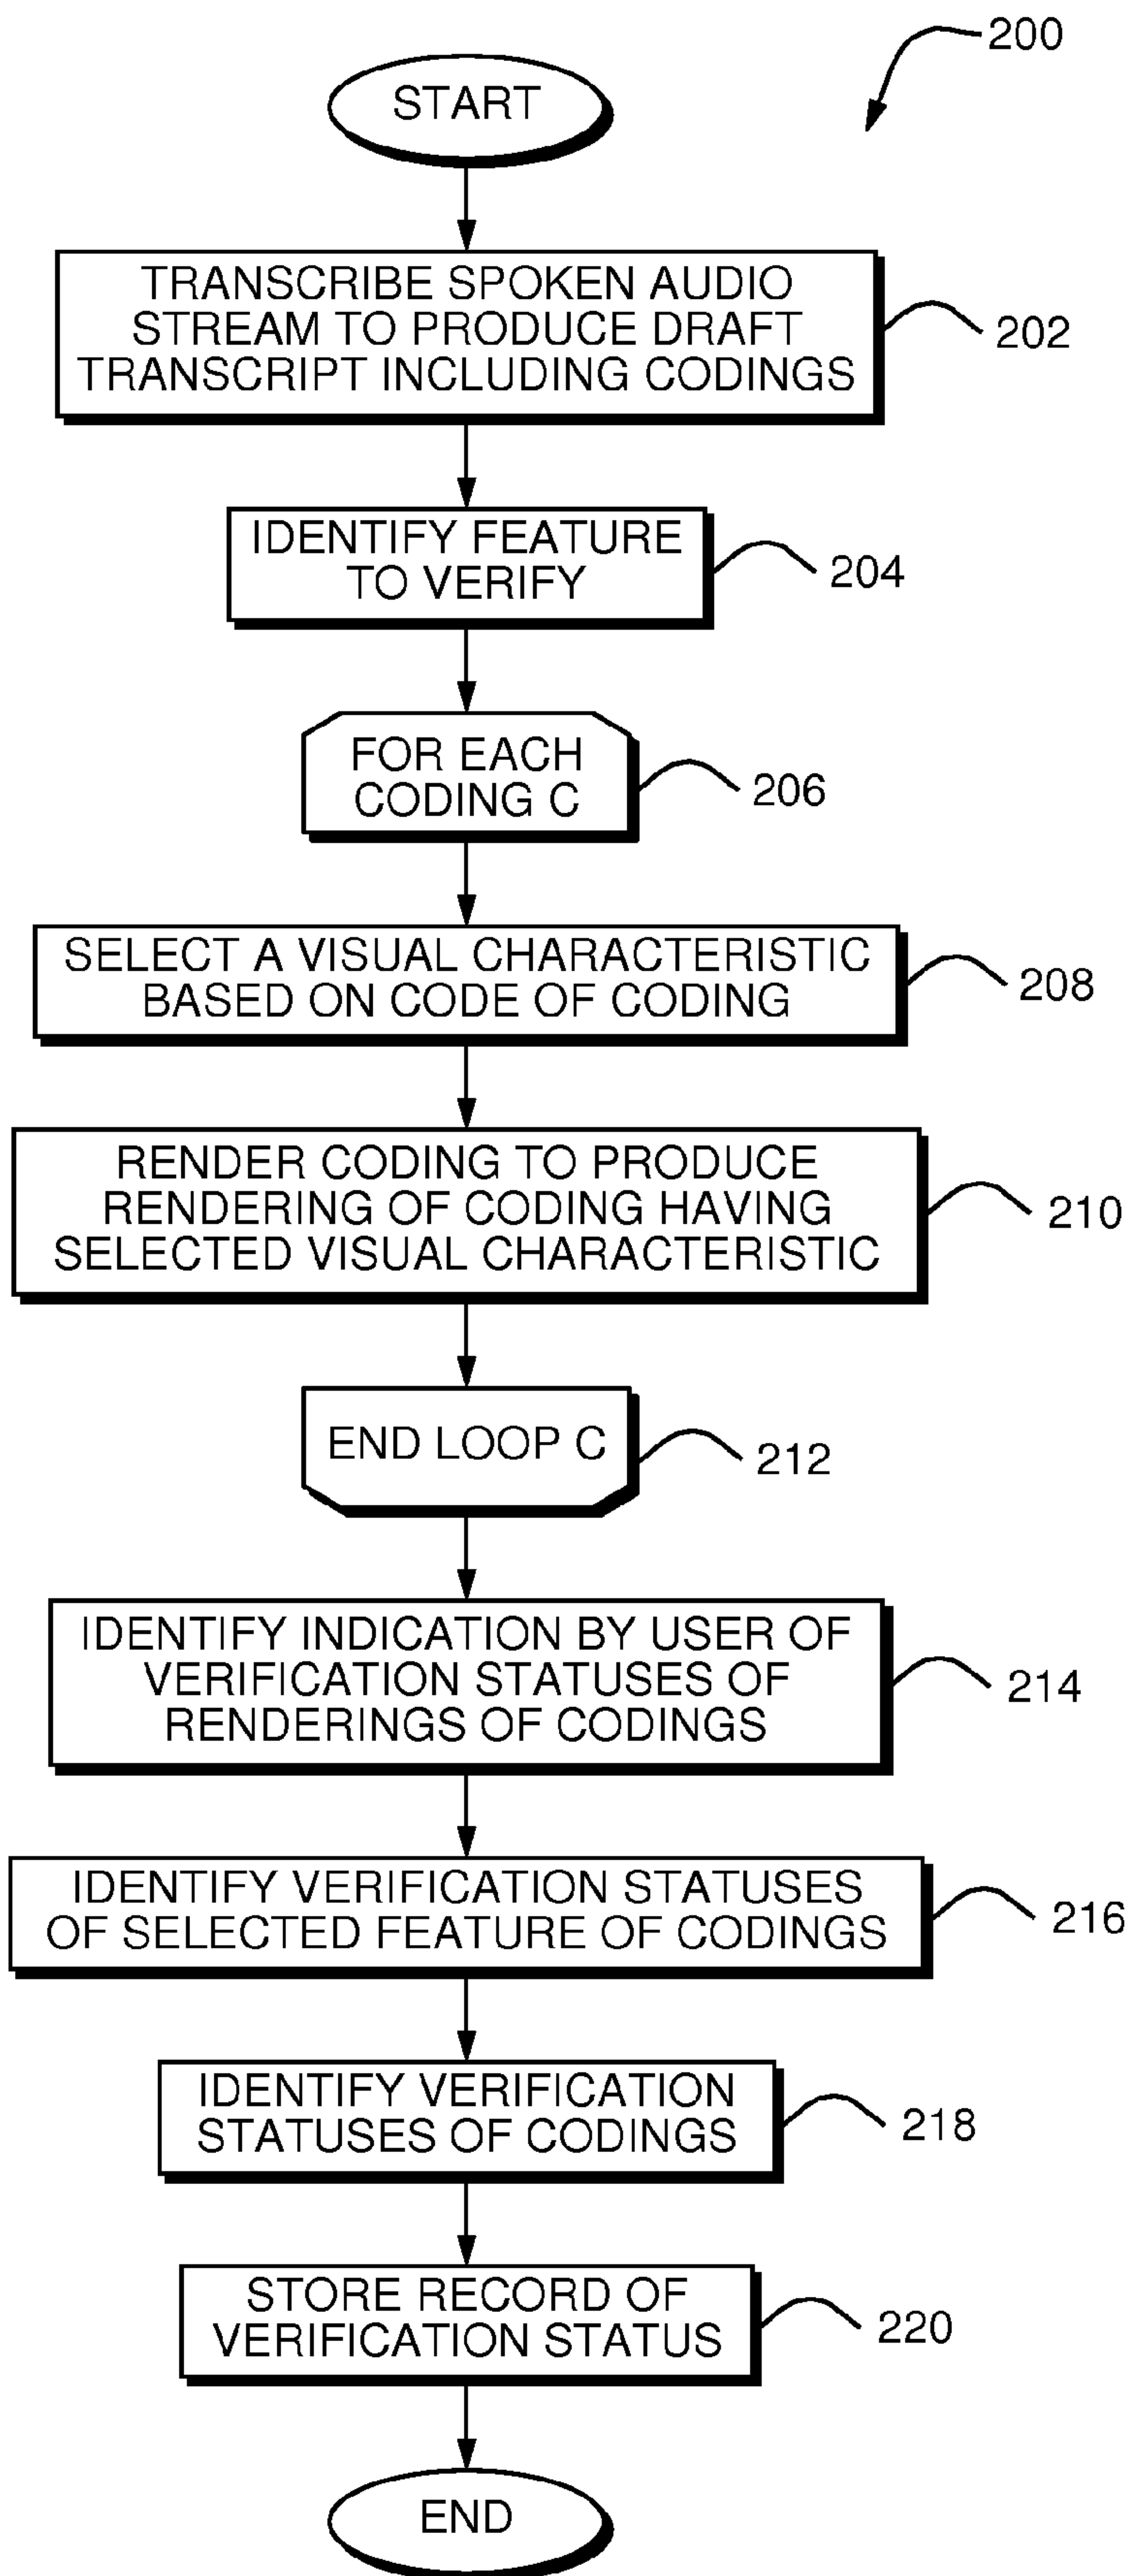 200
START
TRANSCRIBE SPOKEN AUDIO
STREAM TO PRODUCE DRAFT
TRANSCRIPT INCLUDING CODINGS
202
IDENTIFY FEATURE
TO VERIFY
204
FOR EACH
CODING C
206
SELECT A VISUAL CHARACTERISTIC
BASED ON CODE OF CODING
208
RENDER CODING TO PRODUCE
RENDERING OF CODING HAVING
SELECTED VISUAL CHARACTERISTIC
210
END LOOP C
212
IDENTIFY INDICATION BY USER OF
VERIFICATION STATUSES OF
RENDERINGS OF CODINGS
214
IDENTIFY VERIFICATION STATUSES
OF SELECTED FEATURE OF CODINGS
216
IDENTIFY VERIFICATION
STATUSES OF CODINGS
218
STORE RECORD OF
VERIFICATION STATUS
220
END